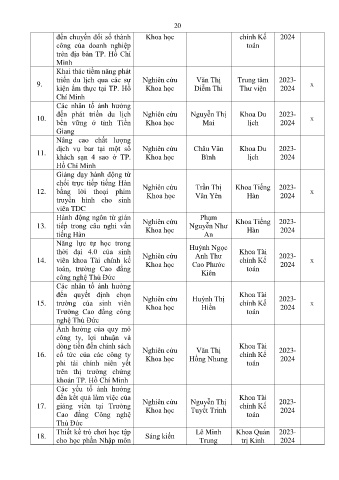 20
đến chuyển đổi số thành công của doanh nghiệp trên địa bàn TP. Hồ Chí Minh | Khoa học | | chính Kế toán | 2024 |
9. | Khai thác tiềm năng phát triển du lịch qua các sự kiện ẩm thực tại TP. Hồ Chí Minh | Nghiên cứu Khoa học | Văn Thị Diễm Thi | Trung tâm Thư viện | 2023-2024 | x
10. | Các nhân tố ảnh hưởng đến phát triển du lịch bền vững ở tỉnh Tiền Giang | Nghiên cứu Khoa học | Nguyễn Thị Mai | Khoa Du lịch | 2023-2024 | x
11. | Nâng cao chất lượng dịch vụ bar tại một số khách sạn 4 sao ở TP. Hồ Chí Minh | Nghiên cứu Khoa học | Châu Văn Bình | Khoa Du lịch | 2023-2024 |
12. | Giảng dạy hành động từ chối trực tiếp tiếng Hàn bằng lời thoại phim truyền hình cho sinh viên TDC | Nghiên cứu Khoa học | Trần Thị Vân Yên | Khoa Tiếng Hàn | 2023-2024 | x
13. | Hành động ngôn từ gián tiếp trong câu nghi vấn tiếng Hàn | Nghiên cứu Khoa học | Phạm Nguyễn Như An | Khoa Tiếng Hàn | 2023-2024 |
14. | Năng lực tự học trong thời đại 4.0 của sinh viên khoa Tài chính kế toán, trường Cao đẳng công nghệ Thủ Đức | Nghiên cứu Khoa học | Huỳnh Ngọc Anh Thư Cao Phước Kiên | Khoa Tài chính Kế toán | 2023-2024 | x
15. | Các nhân tố ảnh hưởng đến quyết định chọn trường của sinh viên Trường Cao đẳng công nghệ Thủ Đức | Nghiên cứu Khoa học | Huỳnh Thị Hiền | Khoa Tài chính Kế toán | 2023-2024 | x
16. | Ảnh hưởng của quy mô công ty, lợi nhuận và dòng tiền đến chính sách cổ tức của các công ty phi tài chính niêm yết trên thị trường chứng khoán TP. Hồ Chí Minh | Nghiên cứu Khoa học | Văn Thị Hồng Nhung | Khoa Tài chính Kế toán | 2023-2024 |
17. | Các yếu tố ảnh hưởng đến kết quả làm việc của giảng viên tại Trường Cao đẳng Công nghệ Thủ Đức | Nghiên cứu Khoa học | Nguyễn Thị Tuyết Trinh | Khoa Tài chính Kế toán | 2023-2024 |
18. | Thiết kế trò chơi học tập cho học phần Nhập môn | Sáng kiến | Lê Minh Trung | Khoa Quản trị Kinh | 2023-2024 |